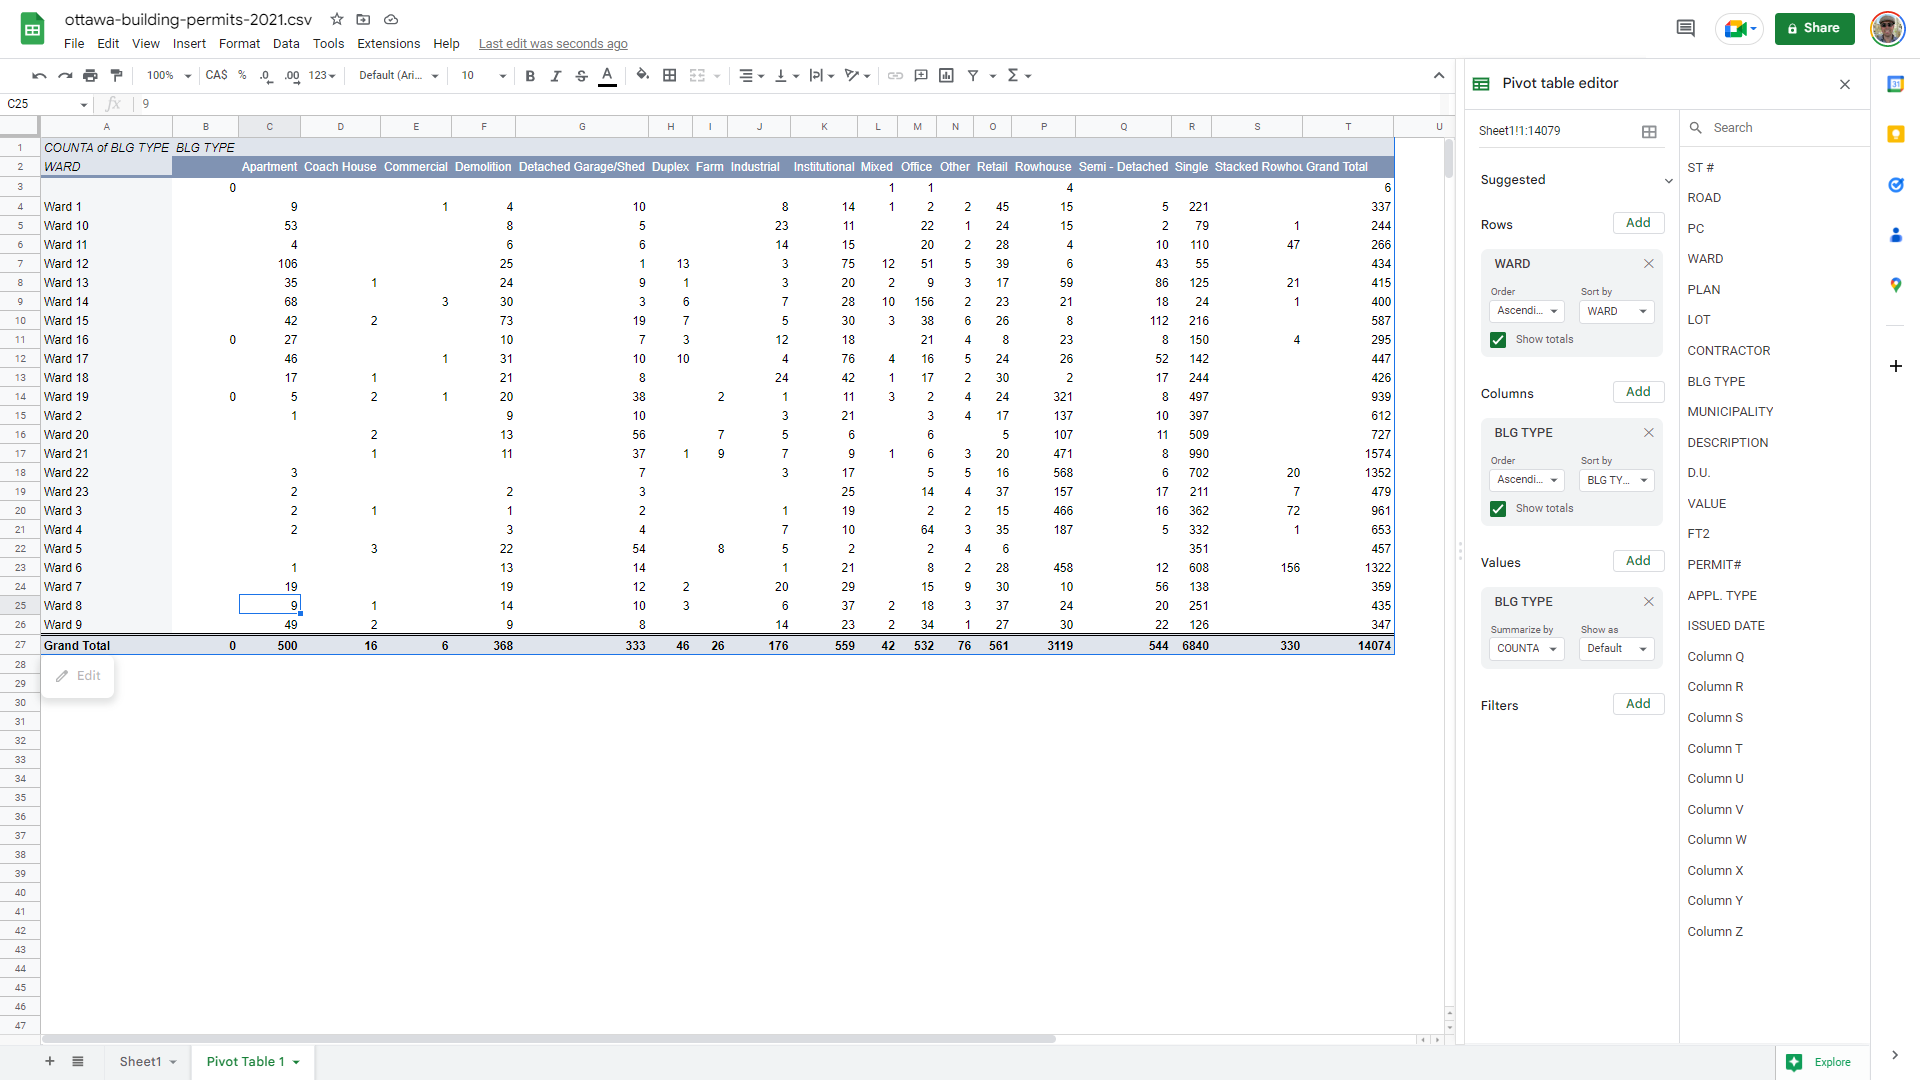 ottawa-building-permits-2021.csv
File Edit View Insert Format Data Tools Extensions Help Last edit was seconds ago
Share
100% CA$ % .0 .00 123 Default (Ari... 10 B I S A Σ
C25 fx 9
A B C D E F G H I J K L M N O P Q R S T U
1 COUNTA of BLG TYPE BLG TYPE
2 WARD Apartment Coach House Commercial Demolition Detached Garage/Shed Duplex Farm Industrial Institutional Mixed Office Other Retail Rowhouse Semi - Detached Single Stacked Rowhou Grand Total
3 0 1 1 4 6
4 Ward 1 9 1 4 10 8 14 1 2 2 45 15 5 221 337
5 Ward 10 53 8 5 23 11 22 1 24 15 2 79 1 244
6 Ward 11 4 6 6 14 15 20 2 28 4 10 110 47 266
7 Ward 12 106 25 1 13 3 75 12 51 5 39 6 43 55 434
8 Ward 13 35 1 24 9 1 3 20 2 9 3 17 59 86 125 21 415
9 Ward 14 68 3 30 3 6 7 28 10 156 2 23 21 18 24 1 400
10 Ward 15 42 2 73 19 7 5 30 3 38 6 26 8 112 216 587
11 Ward 16 0 27 10 7 3 12 18 21 4 8 23 8 150 4 295
12 Ward 17 46 1 31 10 10 4 76 4 16 5 24 26 52 142 447
13 Ward 18 17 1 21 8 24 42 1 17 2 30 2 17 244 426
14 Ward 19 0 5 2 1 20 38 2 1 11 3 2 4 24 321 8 497 939
15 Ward 2 1 9 10 3 21 3 4 17 137 10 397 612
16 Ward 20 2 13 56 7 5 6 6 5 107 11 509 727
17 Ward 21 1 11 37 1 9 7 9 1 6 3 20 471 8 990 1574
18 Ward 22 3 7 3 17 5 5 16 568 6 702 20 1352
19 Ward 23 2 2 3 25 14 4 37 157 17 211 7 479
20 Ward 3 2 1 1 2 1 19 2 2 15 466 16 362 72 961
21 Ward 4 2 3 4 7 10 64 3 35 187 5 332 1 653
22 Ward 5 3 22 54 8 5 2 2 4 6 351 457
23 Ward 6 1 13 14 1 21 8 2 28 458 12 608 156 1322
24 Ward 7 19 19 12 2 20 29 15 9 30 10 56 138 359
25 Ward 8 9 1 14 10 3 6 37 2 18 3 37 24 20 251 435
26 Ward 9 49 2 9 8 14 23 2 34 1 27 30 22 126 347
27 Grand Total 0 500 16 6 368 333 46 26 176 559 42 532 76 561 3119 544 6840 330 14074
28
29 Edit
30
31
32
33
34
35
36
37
38
39
40
41
42
43
44
45
46
47
Sheet1 Pivot Table 1
Explore
Pivot table editor
Sheet1!1:14079
Suggested
Rows Add
WARD
Order Sort by
Ascendi... WARD
Show totals
Columns Add
BLG TYPE
Order Sort by
Ascendi... BLG TY...
Show totals
Values Add
BLG TYPE
Summarize by Show as
COUNTA Default
Filters Add
Search
ST #
ROAD
PC
WARD
PLAN
LOT
CONTRACTOR
BLG TYPE
MUNICIPALITY
DESCRIPTION
D.U.
VALUE
FT2
PERMIT#
APPL. TYPE
ISSUED DATE
Column Q
Column R
Column S
Column T
Column U
Column V
Column W
Column X
Column Y
Column Z
31